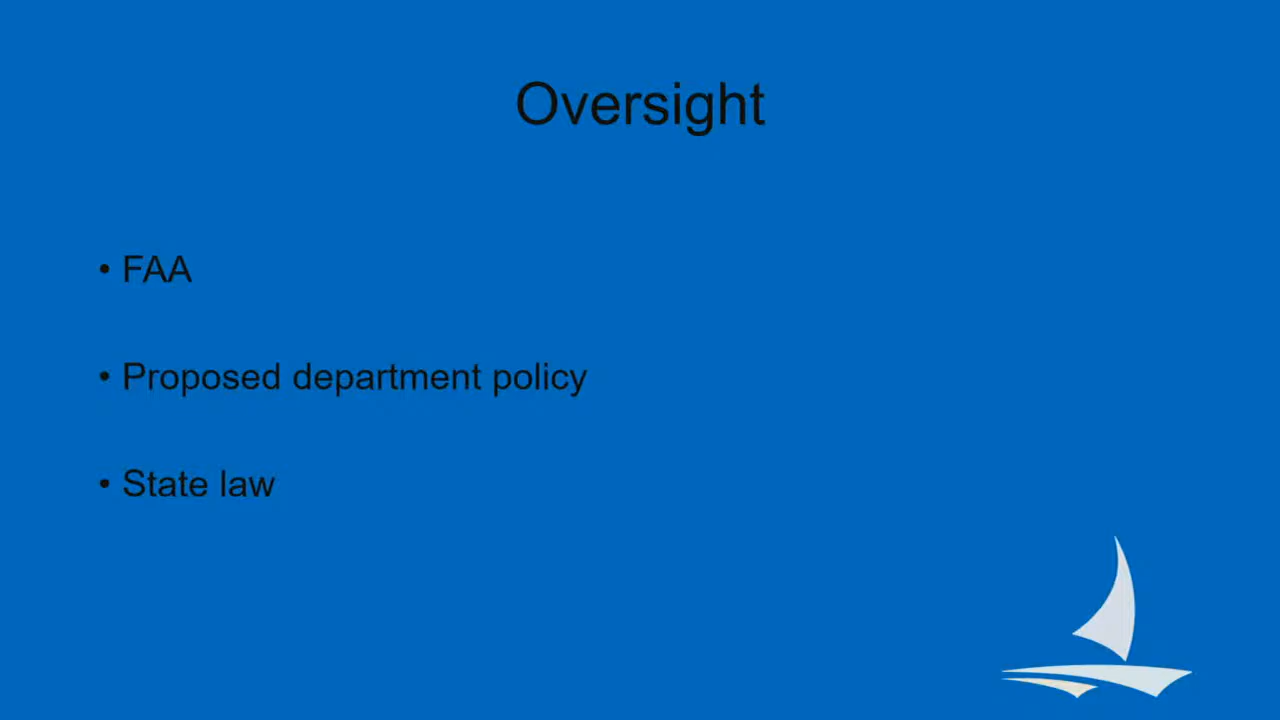 Oversight
• FAA
• Proposed department policy
• State law